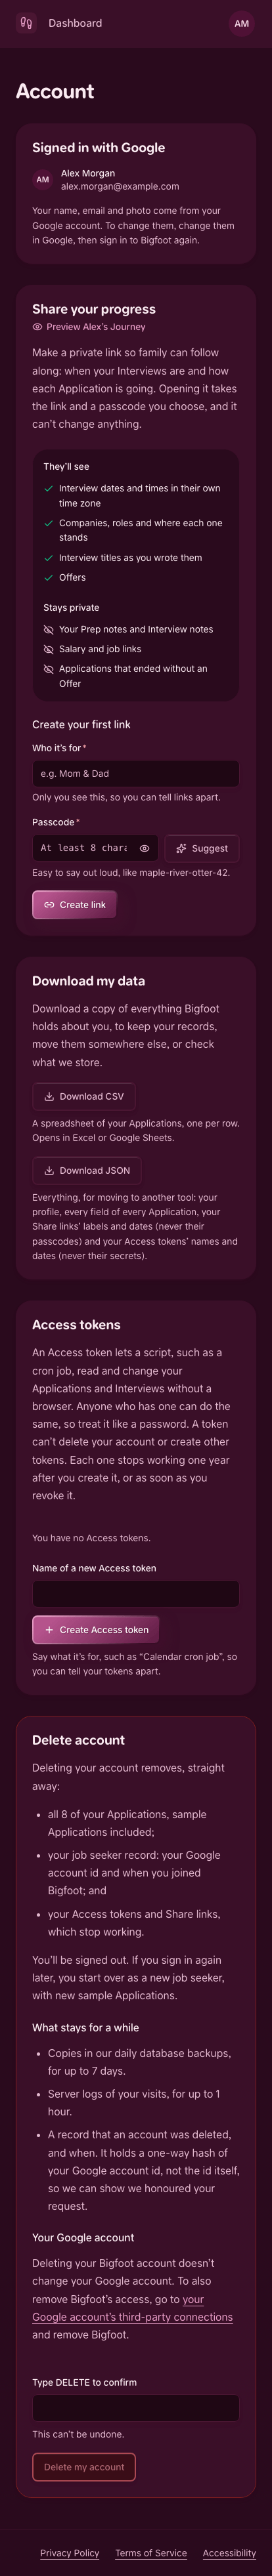 Dashboard
AM
Account
Signed in with Google
AM
Alex Morgan
alex.morgan@example.com
Your name, email and photo come from your
Google account. To change them, change them
in Google, then sign in to Bigfoot again.
Share your progress
Preview Alex's Journey
Make a private link so family can follow
along: when your Interviews are and how
each Application is going. Opening it takes
the link and a passcode you choose, and it
can't change anything.
They'll see
Interview dates and times in their own
time zone
Companies, roles and where each one
stands
Interview titles as you wrote them
Offers
Stays private
Your Prep notes and Interview notes
Salary and job links
Applications that ended without an
Offer
Create your first link
Who it's for*
e.g. Mom & Dad
Only you see this, so you can tell links apart.
Passcode*
At least 8 chara
Suggest
Easy to say out loud, like maple-river-otter-42.
Create link
Download my data
Download a copy of everything Bigfoot
holds about you, to keep your records,
move them somewhere else, or check
what we store.
Download CSV
A spreadsheet of your Applications, one per row.
Opens in Excel or Google Sheets.
Download JSON
Everything, for moving to another tool: your
profile, every field of every Application, your
Share links' labels and dates (never their
passcodes) and your Access tokens' names and
dates (never their secrets).
Access tokens
An Access token lets a script, such as a
cron job, read and change your
Applications and Interviews without a
browser. Anyone who has one can do the
same, so treat it like a password. A token
can't delete your account or create other
tokens. Each one stops working one year
after you create it, or as soon as you
revoke it.
You have no Access tokens.
Name of a new Access token
Create Access token
Say what it's for, such as “Calendar cron job”, so
you can tell your tokens apart.
Delete account
Deleting your account removes, straight
away:
• all 8 of your Applications, sample
Applications included;
• your job seeker record: your Google
account id and when you joined
Bigfoot; and
• your Access tokens and Share links,
which stop working.
You'll be signed out. If you sign in again
later, you start over as a new job seeker,
with new sample Applications.
What stays for a while
• Copies in our daily database backups,
for up to 7 days.
• Server logs of your visits, for up to 1
hour.
• A record that an account was deleted,
and when. It holds a one-way hash of
your Google account id, not the id itself,
so we can show we honoured your
request.
Your Google account
Deleting your Bigfoot account doesn't
change your Google account. To also
remove Bigfoot's access, go to your
Google account's third-party connections
and remove Bigfoot.
Type DELETE to confirm
This can't be undone.
Delete my account
Privacy Policy
Terms of Service
Accessibility